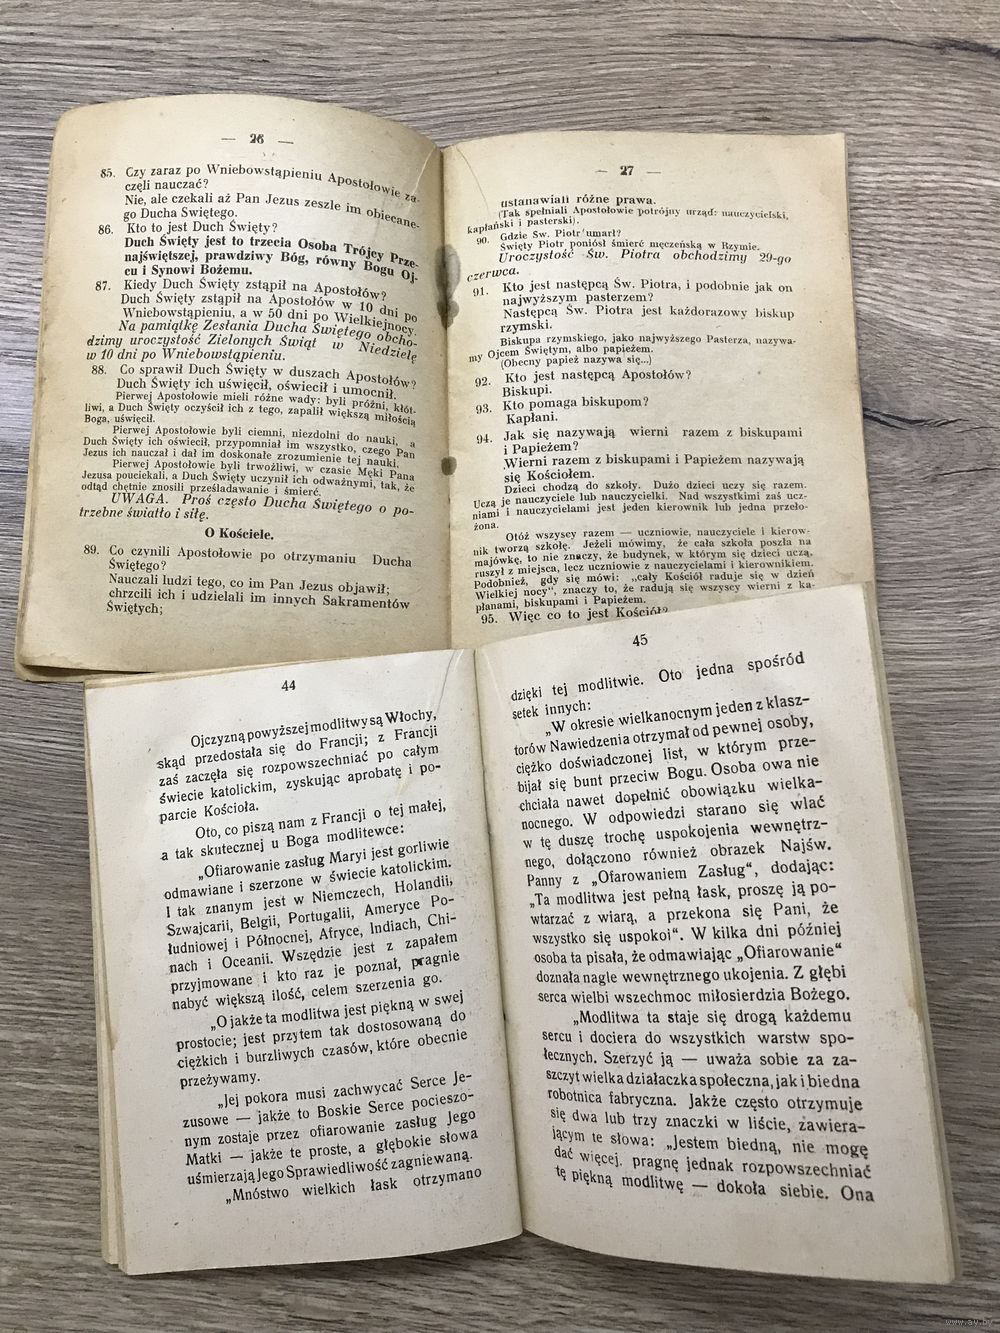 — 26 —
85. Czy zaraz po Wniebowstąpieniu Apostołowie za-
częli nauczać?
Nie, ale czekali aż Pan Jezus zeszle im obiecane-
go Ducha Świętego.
86. Kto to jest Duch Święty?
Duch Święty jest to trzecia Osoba Trójcy Prze-
najświętszej, prawdziwy Bóg, równy Bogu Oj-
cu i Synowi Bożemu.
87. Kiedy Duch Święty zstąpił na Apostołów?
Duch Święty zstąpił na Apostołów w 10 dni po
Wniebowstąpieniu, a w 50 dni po Wielkiejnocy.
Na pamiątkę Zesłania Ducha Świętego obcho-
dzimy uroczystość Zielonych Świąt w Niedzielę
w 10 dni po Wniebowstąpieniu.
88. Co sprawił Duch Święty w duszach Apostołów?
Duch Święty ich uświęcił, oświecił i umocnił.
Pierwej Apostołowie mieli różne wady: byli próżni, kłót-
liwi, a Duch Święty oczyścił ich z tego, zapalił większą miłością
Boga, uświęcił.
Pierwej Apostołowie byli ciemni, niezdolni do nauki, a
Duch Święty ich oświecił, przypomniał im wszystko, czego Pan
Jezus ich nauczał i dał im doskonałe zrozumienie tej nauki.
Pierwej Apostołowie byli trwożliwi, w czasie Męki Pana
Jezusa pouciekali, a Duch Święty uczynił ich odważnymi, tak, że
odtąd chętnie znosili prześladowanie i śmierć.
UWAGA. Proś często Ducha Świętego o po-
trzebne światło i siłę.
O Kościele.
89. Co czynili Apostołowie po otrzymaniu Ducha
Świętego?
Nauczali ludzi tego, co im Pan Jezus objawił;
chrzcili ich i udzielali im innych Sakramentów
Świętych;
— 27 —
ustanawiali różne prawa.
(Tak spełniali Apostołowie potrójny urząd: nauczycielski,
kapłański i pasterski).
90. Gdzie Św. Piotr umarł?
Święty Piotr poniósł śmierć męczeńską w Rzymie.
Uroczystość Św. Piotra obchodzimy 29-go
czerwca.
91. Kto jest następcą Św. Piotra, i podobnie jak on
najwyższym pasterzem?
Następcą Św. Piotra jest każdorazowy biskup
rzymski.
Biskupa rzymskiego, jako najwyższego Pasterza, nazywa-
my Ojcem Świętym, albo papieżem.
(Obecny papież nazywa się...)
92. Kto jest następcą Apostołów?
Biskupi.
93. Kto pomaga biskupom?
Kapłani.
94. Jak się nazywają wierni razem z biskupami
i Papieżem?
Wierni razem z biskupami i Papieżem nazywają
się Kościołem.
Dzieci chodzą do szkoły. Dużo dzieci uczy się razem.
Uczą je nauczyciele lub nauczycielki. Nad wszystkimi zaś ucz-
niami i nauczycielami jest jeden kierownik lub jedna przeło-
żona.
Otóż wszyscy razem — uczniowie, nauczyciele i kierow-
nik tworzą szkołę. Jeżeli mówimy, że cała szkoła poszła na
majówkę, to nie znaczy, że budynek, w którym się dzieci uczą,
ruszył z miejsca, lecz uczniowie z nauczycielami i kierownikiem.
Podobnież, gdy się mówi: „cały Kościół raduje się w dzień
Wielkiej nocy", znaczy to, że radują się wszyscy wierni z ka-
płanami, biskupami i Papieżem.
95. Więc co to jest Kościół?
44
Ojczyzną powyższej modlitwy są Włochy,
skąd przedostała się do Francji; z Francji
zaś zaczęła się rozpowszechniać po całym
świecie katolickim, zyskując aprobatę i po-
parcie Kościoła.
Oto, co piszą nam z Francji o tej małej,
a tak skutecznej u Boga modlitewce:
„Ofiarowanie zasług Maryi jest gorliwie
odmawiane i szerzone w świecie katolickim.
I tak znanym jest w Niemczech, Holandii,
Szwajcarii, Belgii, Portugalii, Ameryce Po-
łudniowej i Północnej, Afryce, Indiach, Chi-
nach i Oceanii. Wszędzie jest z zapałem
przyjmowane i kto raz je poznał, pragnie
nabyć większą ilość, celem szerzenia go.
„O jakże ta modlitwa jest piękną w swej
prostocie; jest przytem tak dostosowaną do
ciężkich i burzliwych czasów, które obecnie
przeżywamy.
„Jej pokora musi zachwycać Serce Je-
zusowe — jakże to Boskie Serce pocieszo-
nym zostaje przez ofiarowanie zasług Jego
Matki — jakże te proste, a głębokie słowa
uśmierzają Jego Sprawiedliwość zagniewaną.
„Mnóstwo wielkich łask otrzymano
45
dzięki tej modlitwie. Oto jedna spośród
setek innych:
„W okresie wielkanocnym jeden z klasz-
torów Nawiedzenia otrzymał od pewnej osoby,
ciężko doświadczonej list, w którym prze-
bijał się bunt przeciw Bogu. Osoba owa nie
chciała nawet dopełnić obowiązku wielka-
nocnego. W odpowiedzi starano się wlać
w tę duszę trochę uspokojenia wewnętrz-
nego, dołączono również obrazek Najśw.
Panny z „Ofarowaniem Zasług", dodając:
„Ta modlitwa jest pełną łask, proszę ją po-
wtarzać z wiarą, a przekona się Pani, że
wszystko się uspokoi". W kilka dni później
osoba ta pisała, że odmawiając „Ofiarowanie"
doznała nagle wewnętrznego ukojenia. Z głębi
serca wielbi wszechmoc miłosierdzia Bożego.
„Modlitwa ta staje się drogą każdemu
sercu i dociera do wszystkich warstw spo-
łecznych. Szerzyć ją — uważa sobie za za-
szczyt wielka działaczka społeczna, jak i biedna
robotnica fabryczna. Jakże często otrzymuje
się dwa lub trzy znaczki w liście, zawiera-
jącym te słowa: „Jestem biedną, nie mogę
dać więcej. pragnę jednak rozpowszechniać
tę piękną modlitwę — dokoła siebie. Ona
www.ay.by